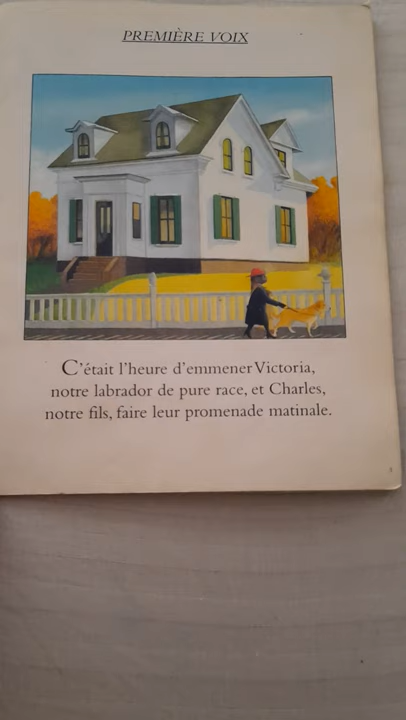 PREMIÈRE VOIX
C'était l'heure d'emmener Victoria,
notre labrador de pure race, et Charles,
notre fils, faire leur promenade matinale.